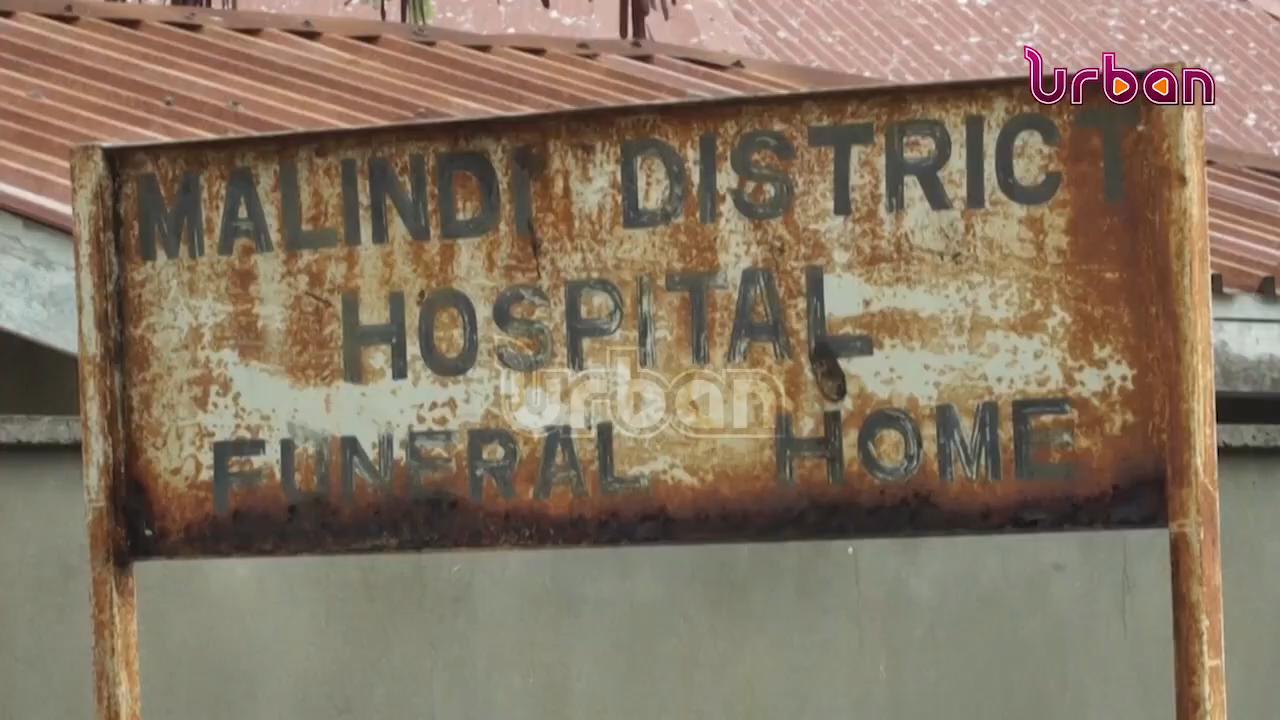 urban
MALINDI DISTRICT
HOSPITAL
urban
FUNERAL HOME